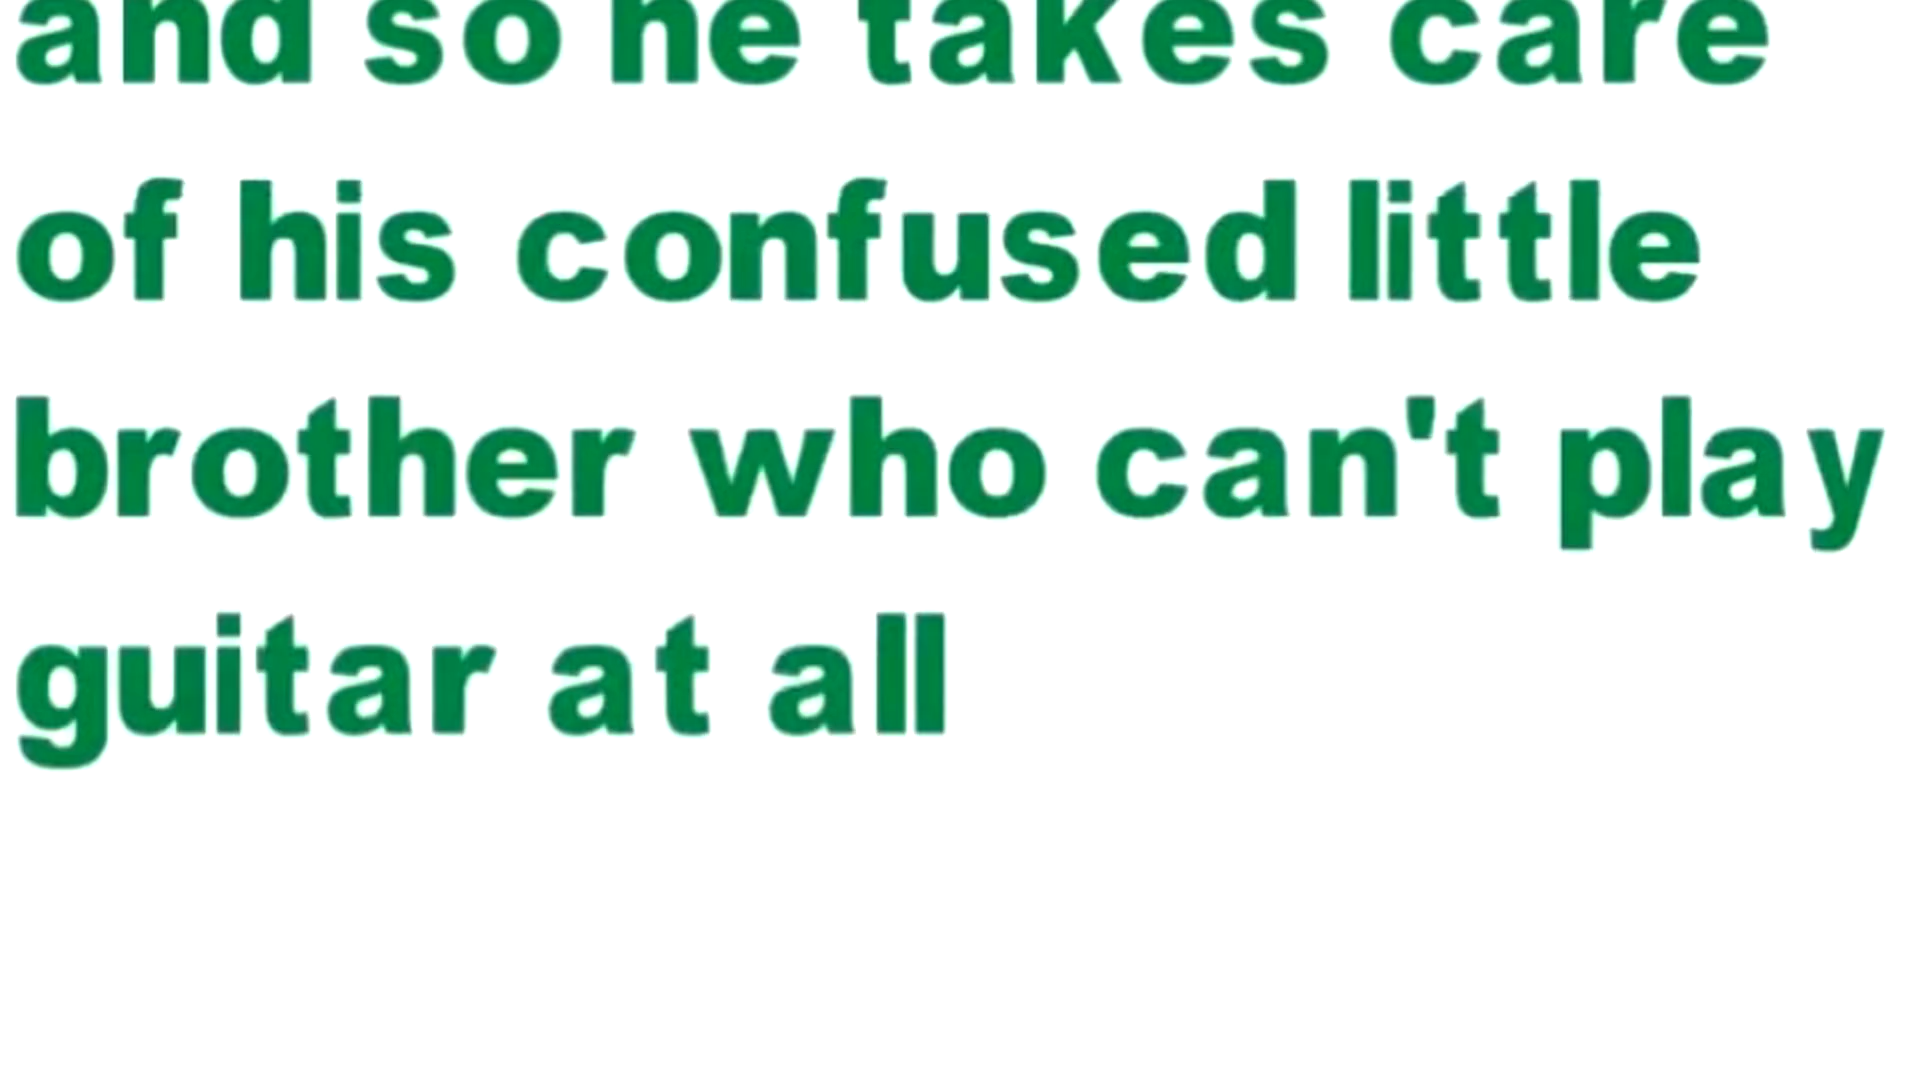 and so he takes care
of his confused little
brother who can't play
guitar at all